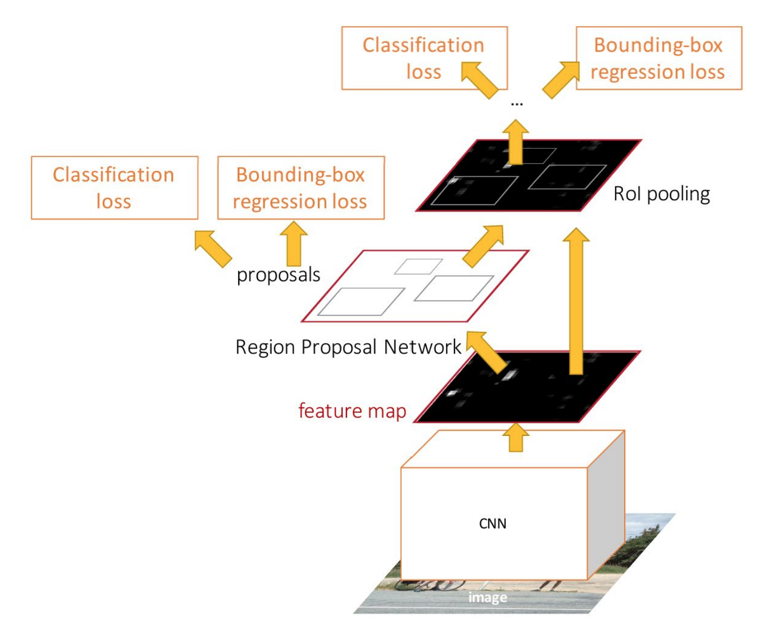 Classification
loss
Bounding-box
regression loss
...
Classification
loss
Bounding-box
regression loss
RoI pooling
proposals
Region Proposal Network
feature map
CNN
image